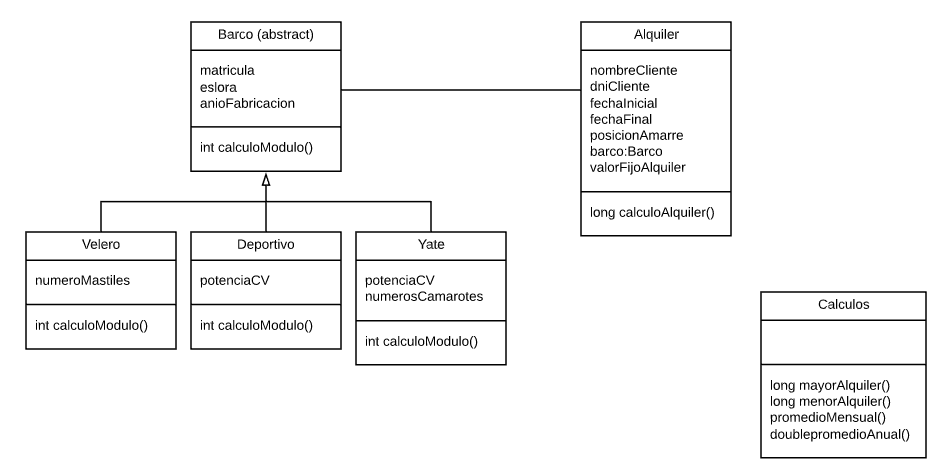 Barco (abstract)
matricula
eslora
anioFabricacion
int calculoModulo()
Alquiler
nombreCliente
dniCliente
fechaInicial
fechaFinal
posicionAmarre
barco:Barco
valorFijoAlquiler
long calculoAlquiler()
Velero
numeroMastiles
int calculoModulo()
Deportivo
potenciaCV
int calculoModulo()
Yate
potenciaCV
numerosCamarotes
int calculoModulo()
Calculos
long mayorAlquiler()
long menorAlquiler()
promedioMensual()
doublepromedioAnual()